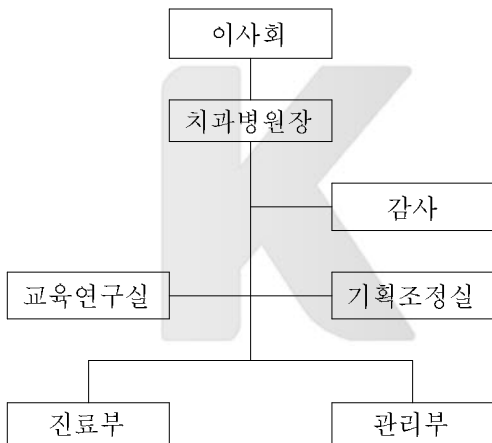 이사회
치과병원장
감사
교육연구실
기획조정실
진료부
관리부